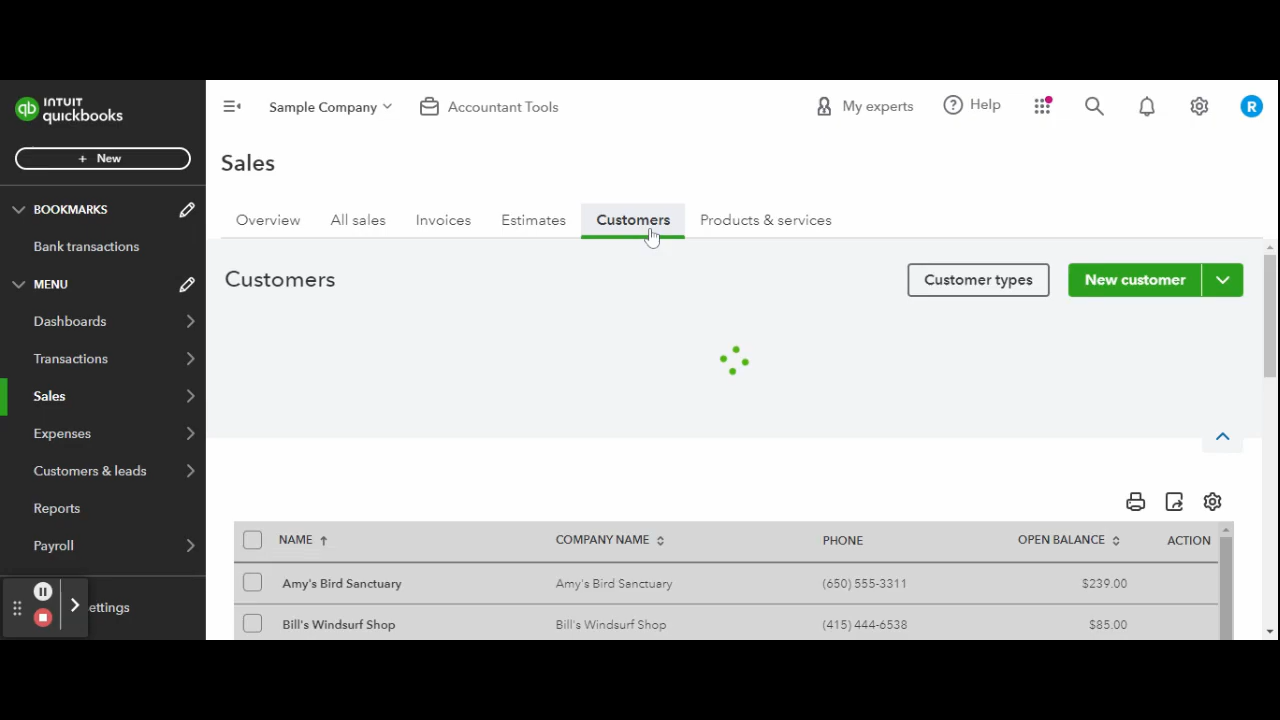 INTUIT
quickbooks
qb
+ New
BOOKMARKS
Bank transactions
MENU
Dashboards
Transactions
Sales
Expenses
Customers & leads
Reports
Payroll
ettings
Sample Company
Accountant Tools
My experts
Help
R
Sales
Overview
All sales
Invoices
Estimates
Customers
Products & services
Customers
Customer types
New customer
NAME COMPANY NAME PHONE OPEN BALANCE ACTION
Amy's Bird Sanctuary Amy's Bird Sanctuary (650) 555-3311 $239.00
Bill's Windsurf Shop Bill's Windsurf Shop (415) 444-6538 $85.00